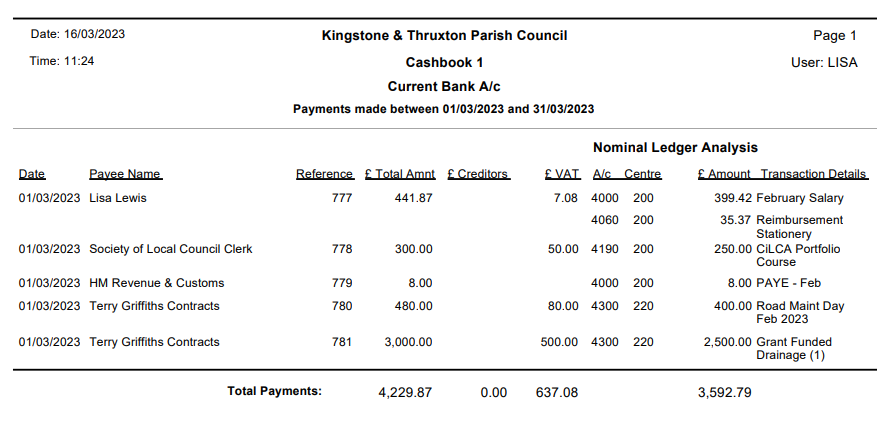 Date: 16/03/2023 Kingstone & Thruxton Parish Council Page 1
Time: 11:24 Cashbook 1 User: LISA
Current Bank A/c
Payments made between 01/03/2023 and 31/03/2023
Nominal Ledger Analysis
Date Payee Name Reference £ Total Amnt £ Creditors £ VAT A/c Centre £ Amount Transaction Details
01/03/2023 Lisa Lewis 777 441.87 7.08 4000 200 399.42 February Salary
4060 200 35.37 Reimbursement
Stationery
01/03/2023 Society of Local Council Clerk 778 300.00 50.00 4190 200 250.00 CiLCA Portfolio
Course
01/03/2023 HM Revenue & Customs 779 8.00 4000 200 8.00 PAYE - Feb
01/03/2023 Terry Griffiths Contracts 780 480.00 80.00 4300 220 400.00 Road Maint Day
Feb 2023
01/03/2023 Terry Griffiths Contracts 781 3,000.00 500.00 4300 220 2,500.00 Grant Funded
Drainage (1)
Total Payments: 4,229.87 0.00 637.08 3,592.79